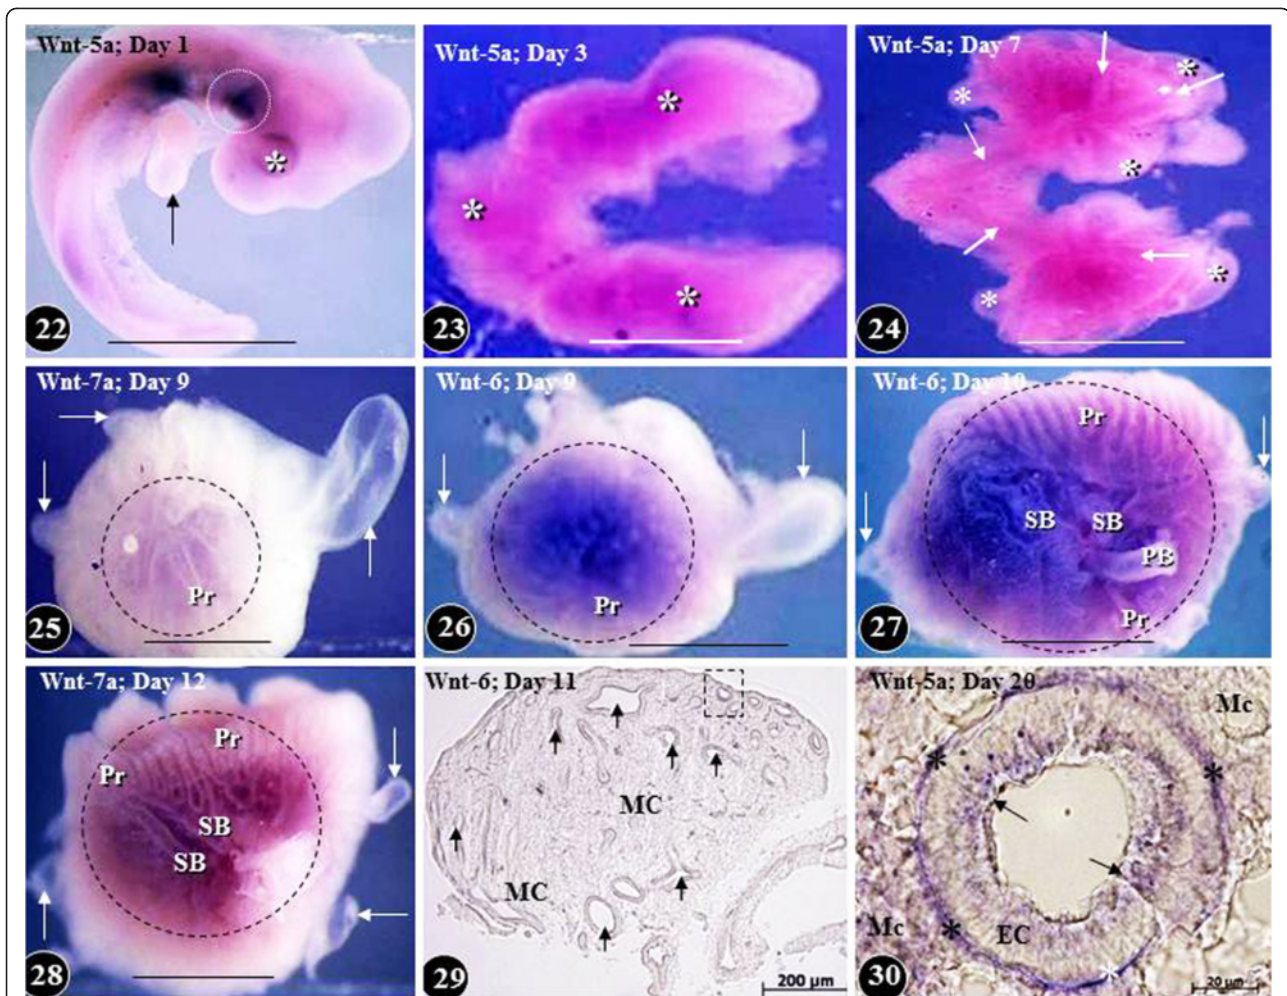 Wnt-5a; Day 1
*
22
Wnt-5a; Day 3
*
*
*
23
Wnt-5a; Day 7
*
*
*
*
*
24
Wnt-7a; Day 9
Pr
25
Wnt-6; Day 9
Pr
26
Wnt-6; Day 10
Pr
SB
SB
PB
Pr
27
Wnt-7a; Day 12
Pr
Pr
SB
SB
28
Wnt-6; Day 11
MC
MC
29
200 µm
Wnt-5a; Day 20
Mc
*
*
Mc
*
EC
*
30
20 µm